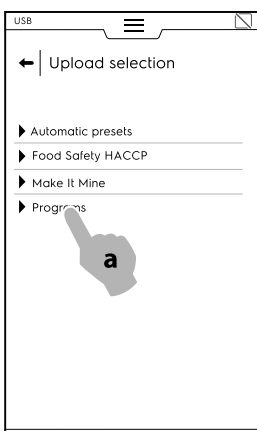 USB
Upload selection
Automatic presets
Food Safety HACCP
Make It Mine
Programs
a